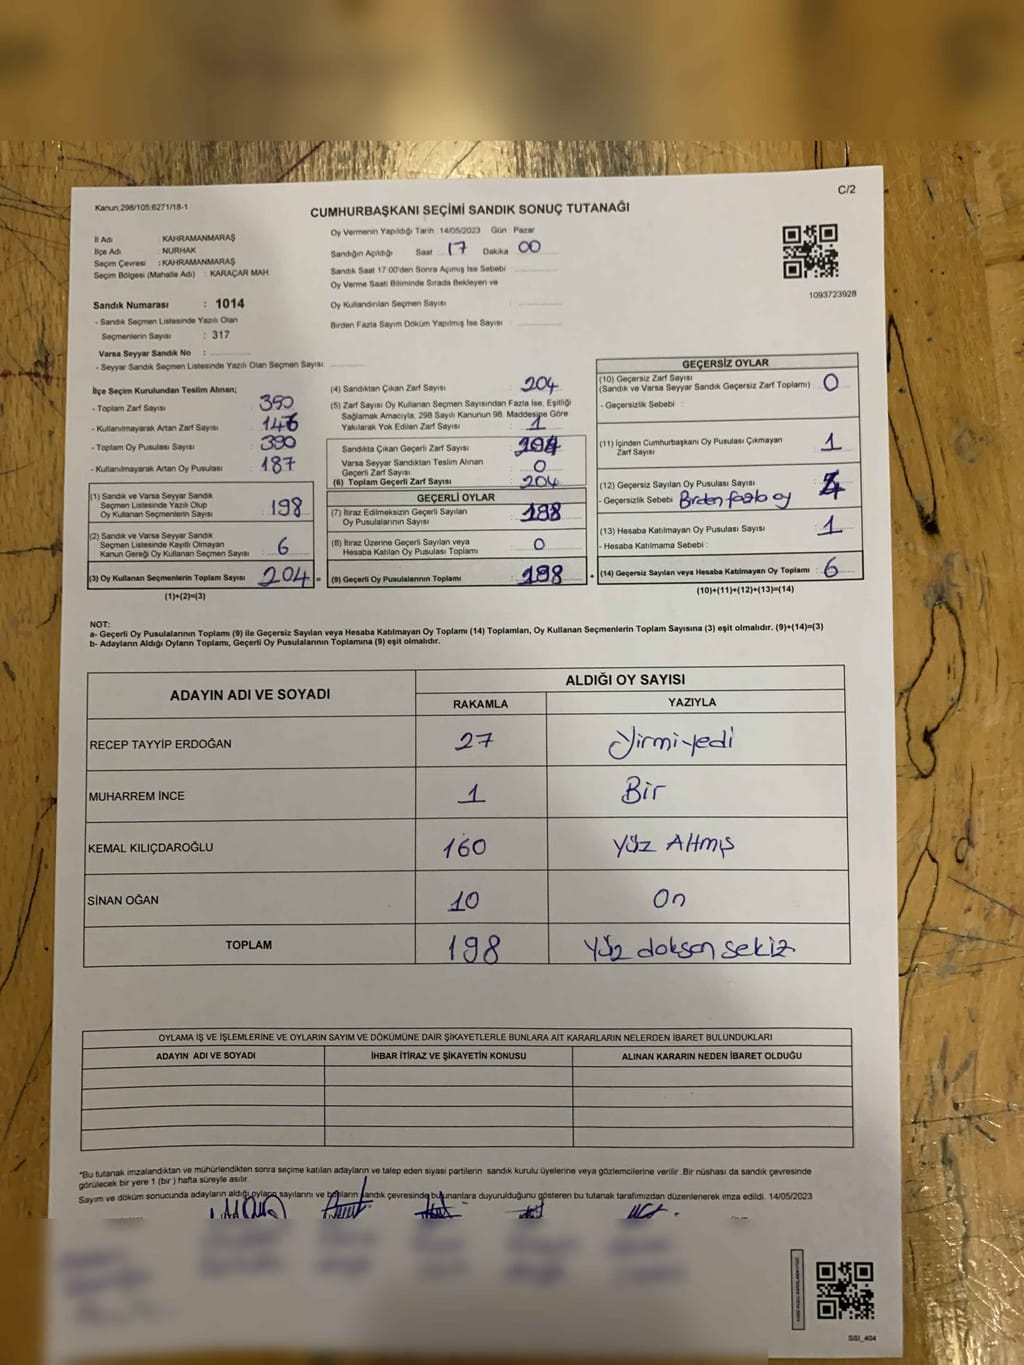 C/2
Kanun:298/105;6271/18-1
CUMHURBAŞKANI SEÇİMİ SANDIK SONUÇ TUTANAĞI
İl Adı : KAHRAMANMARAŞ
İlçe Adı : NURHAK
Seçim Çevresi : KAHRAMANMARAŞ
Seçim Bölgesi (Mahalle Adı) : KARAÇAR MAH.
Sandık Numarası : 1014
- Sandık Seçmen Listesinde Yazılı Olan
Seçmenlerin Sayısı : 317
Varsa Seyyar Sandık No :
- Seyyar Sandık Seçmen Listesinde Yazılı Olan Seçmen Sayısı:
Oy Vermenin Yapıldığı Tarih :14/05/2023 Gün Pazar
Sandığın Açıldığı Saat 17 Dakika 00
Sandık Saat 17:00'den Sonra Açımış İse Sebebi
Oy Verme Saati Bitiminde Sırada Bekleyen ve
Oy Kullandırılan Seçmen Sayısı :
Birden Fazla Sayım Döküm Yapılmış İse Sayısı :
1093723928
İlçe Seçim Kurulundan Teslim Alınan;
- Toplam Zarf Sayısı : 350
- Kullanılmayarak Artan Zarf Sayısı : 146
- Toplam Oy Pusulası Sayısı :
- Kullanılmayarak Artan Oy Pusulası : 187
(1) Sandık ve Varsa Seyyar Sandık
Seçmen Listesinde Yazılı Olup
Oy Kullanan Seçmenlerin Sayısı : 198
(2) Sandık ve Varsa Seyyar Sandık
Seçmen Listesinde Kayıtlı Olmayan
Kanun Gereği Oy Kullanan Seçmen Sayısı : 6
(3) Oy Kullanan Seçmenlerin Toplam Sayısı : 204 =
(1)+(2)=(3)
(4) Sandıktan Çıkan Zarf Sayısı : 204
(5) Zarf Sayısı Oy Kullanan Seçmen Sayısından Fazla İse, Eşitliği
Sağlamak Amacıyla, 298 Sayılı Kanunun 98. Maddesine Göre
Yakılarak Yok Edilen Zarf Sayısı : 1
Sandıkta Çıkan Geçerli Zarf Sayısı : 204
Varsa Seyyar Sandıktan Teslim Alınan
Geçerli Zarf Sayısı : 0
(6) Toplam Geçerli Zarf Sayısı : 204
GEÇERLİ OYLAR
(7) İtiraz Edilmeksizin Geçerli Sayılan
Oy Pusulalarının Sayısı : 198
(8) İtiraz Üzerine Geçerli Sayılan veya
Hesaba Katılan Oy Pusulası Toplamı : 0
(9) Geçerli Oy Pusulalarının Toplamı : 198 +
GEÇERSİZ OYLAR
(10) Geçersiz Zarf Sayısı
(Sandık ve Varsa Seyyar Sandık Geçersiz Zarf Toplamı) : 0
- Geçersizlik Sebebi :
(11) İçinden Cumhurbaşkanı Oy Pusulası Çıkmayan
Zarf Sayısı : 1
(12) Geçersiz Sayılan Oy Pusulası Sayısı : 4
- Geçersizlik Sebebi : Birden fazla oy
(13) Hesaba Katılmayan Oy Pusulası Sayısı : 1
- Hesaba Katılmama Sebebi :
(14) Geçersiz Sayılan veya Hesaba Katılmayan Oy Toplamı : 6
(10)+(11)+(12)+(13)=(14)
NOT:
a- Geçerli Oy Pusulalarının Toplamı (9) ile Geçersiz Sayılan veya Hesaba Katılmayan Oy Toplamı (14) Toplamları, Oy Kullanan Seçmenlerin Toplam Sayısına (3) eşit olmalıdır. (9)+(14)=(3)
b- Adayların Aldığı Oyların Toplamı, Geçerli Oy Pusulalarının Toplamına (9) eşit olmalıdır.
ADAYIN ADI VE SOYADI ALDIĞI OY SAYISI
RAKAMLA YAZIYLA
RECEP TAYYİP ERDOĞAN 27 Yirmi-yedi
MUHARREM İNCE 1 Bir
KEMAL KILIÇDAROĞLU 160 Yüz Altmış
SİNAN OĞAN 10 On
TOPLAM 198 Yüz doksan sekiz
OYLAMA İŞ VE İŞLEMLERİNE VE OYLARIN SAYIM VE DÖKÜMÜNE DAİR ŞİKAYETLERLE BUNLARA AİT KARARLARIN NELERDEN İBARET BULUNDUKLARI
ADAYIN ADI VE SOYADI İHBAR İTİRAZ VE ŞİKAYETİN KONUSU ALINAN KARARIN NEDEN İBARET OLDUĞU
*Bu tutanak imzalandıktan ve mühürlendikten sonra seçime katılan adayların ve talep eden siyasi partilerin sandık kurulu üyelerine veya gözlemcilerine verilir. Bir nüshası da sandık çevresinde
görülecek bir yere 1 (bir) hafta süreyle asılır.
Sayım ve döküm sonucunda adayların aldığı oyların sayılarını ve bunların sandık çevresinde bulunanlara duyurulduğunu gösteren bu tutanak tarafımızdan düzenlenerek imza edildi. 14/05/2023
SSI_404